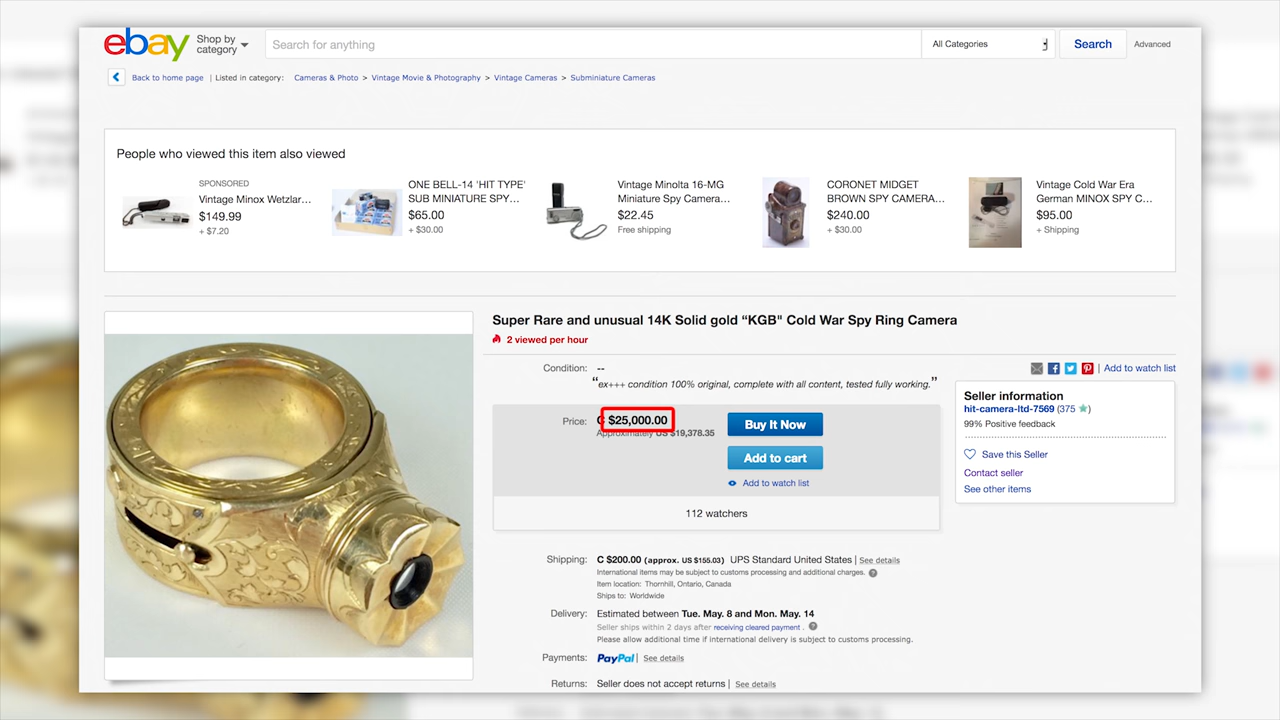 ebay
Shop by
category
Search for anything
All Categories
Search
Advanced
Back to home page | Listed in category: Cameras & Photo > Vintage Movie & Photography > Vintage Cameras > Subminiature Cameras
People who viewed this item also viewed
SPONSORED
Vintage Minox Wetzlar...
$149.99
+ $7.20
ONE BELL-14 'HIT TYPE'
SUB MINIATURE SPY...
$65.00
+ $30.00
Vintage Minolta 16-MG
Miniature Spy Camera...
$22.45
Free shipping
CORONET MIDGET
BROWN SPY CAMERA...
$240.00
+ $30.00
Vintage Cold War Era
German MINOX SPY C...
$95.00
+ Shipping
Super Rare and unusual 14K Solid gold “KGB" Cold War Spy Ring Camera
2 viewed per hour
Condition: --
“ex+++ condition 100% original, complete with all content, tested fully working.”
Price: C $25,000.00
Approximately US $19,378.35
Buy It Now
Add to cart
Add to watch list
112 watchers
| Add to watch list
Seller information
hit-camera-ltd-7569 (375 ★)
99% Positive feedback
Save this Seller
Contact seller
See other items
Shipping: C $200.00 (approx. US $155.03) UPS Standard United States | See details
International items may be subject to customs processing and additional charges. ?
Item location: Thornhill, Ontario, Canada
Ships to: Worldwide
Delivery: Estimated between Tue. May. 8 and Mon. May. 14
Seller ships within 2 days after receiving cleared payment . ?
Please allow additional time if international delivery is subject to customs processing.
Payments: PayPal | See details
Returns: Seller does not accept returns | See details